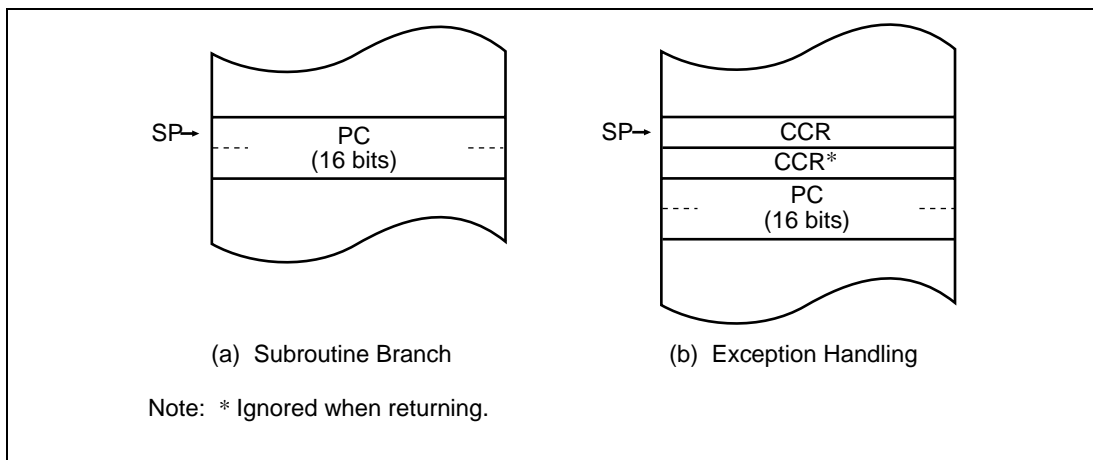 SP
PC
(16 bits)
(a) Subroutine Branch
SP
CCR
CCR*
PC
(16 bits)
(b) Exception Handling
Note: * Ignored when returning.